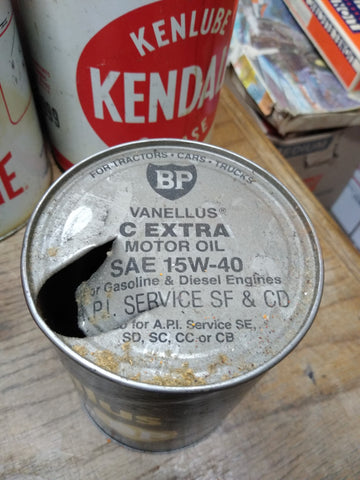 KENLUBE
KENDAL
FOR TRACTORS • CARS • TRUCKS
BP
VANELLUS®
C EXTRA
MOTOR OIL
SAE 15W-40
or Gasoline & Diesel Engines
P.I. SERVICE SF & CD
for A.P.I. Service SE,
SD, SC, CC or CB